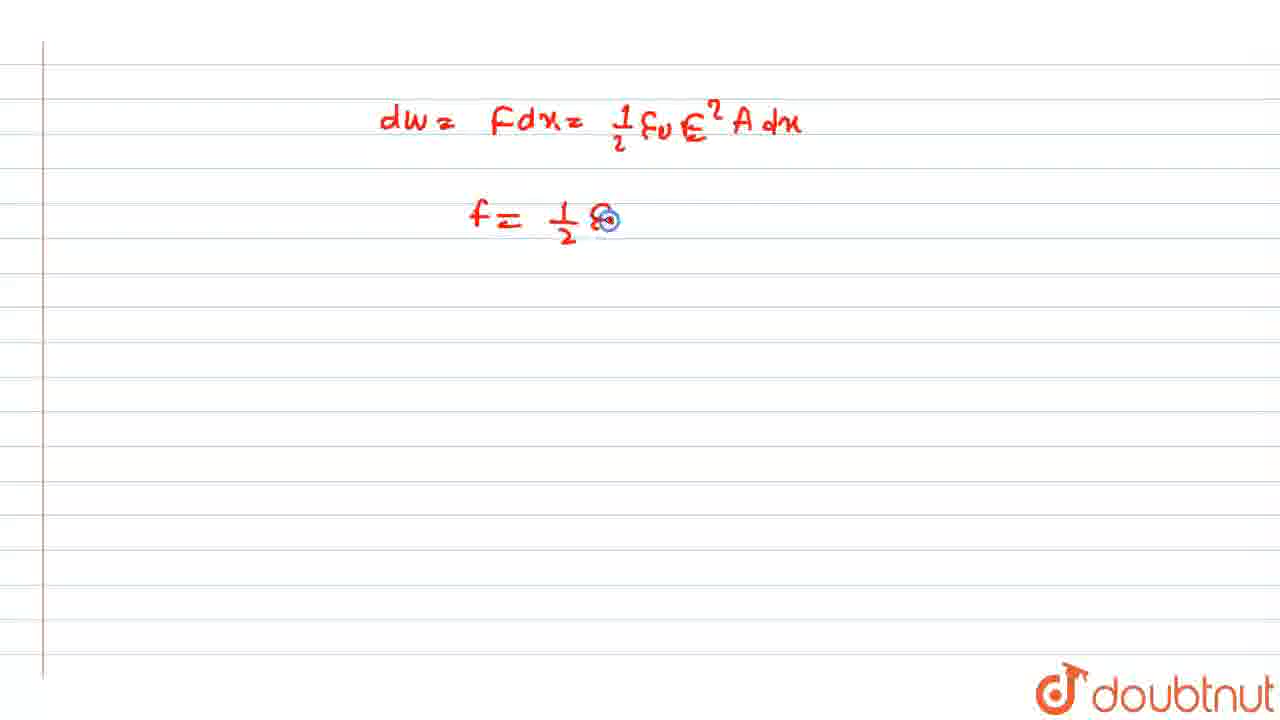 dw = Fdx = 1/2 ε0 E² A dx
f = 1/2 ε
doubtnut